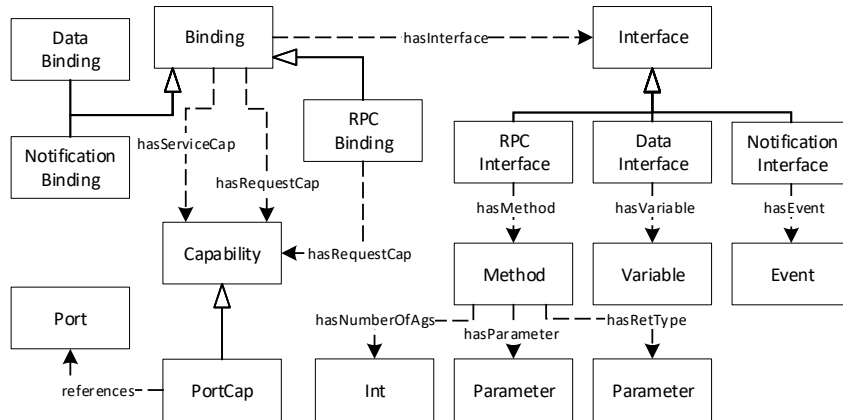 Data
Binding
Binding
hasInterface
Interface
Notification
Binding
hasServiceCap
RPC
Binding
hasRequestCap
RPC
Interface
Data
Interface
Notification
Interface
hasMethod
hasVariable
hasEvent
Capability
hasRequestCap
Method
Variable
Event
Port
hasNumberOfAgs
hasParameter
hasRetType
references
PortCap
Int
Parameter
Parameter